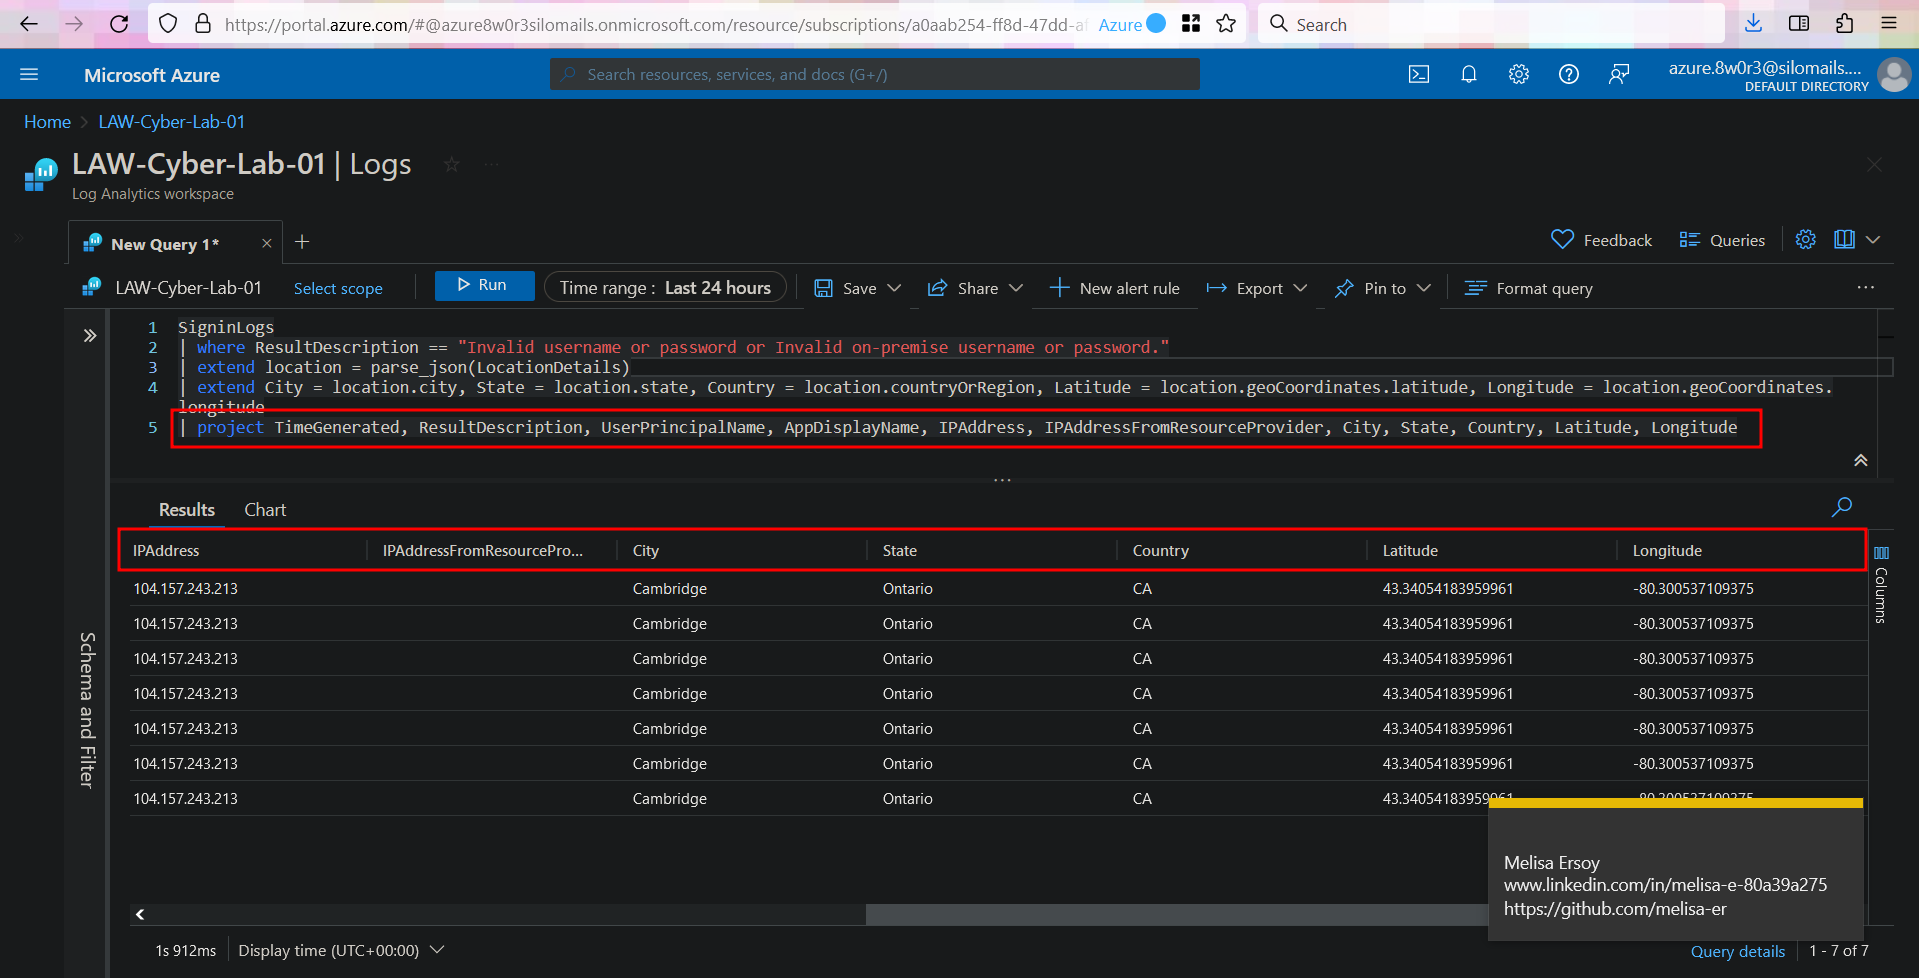 https://portal.azure.com/#@azure8w0r3silomails.onmicrosoft.com/resource/subscriptions/a0aab254-ff8d-47dd-a
Azure
Search
Microsoft Azure
Search resources, services, and docs (G+/)
azure.8w0r3@silomails....
DEFAULT DIRECTORY
Home > LAW-Cyber-Lab-01
LAW-Cyber-Lab-01 | Logs
Log Analytics workspace
New Query 1*
Feedback
Queries
LAW-Cyber-Lab-01
Select scope
Run
Time range : Last 24 hours
Save
Share
New alert rule
Export
Pin to
Format query
1 SigninLogs
2 | where ResultDescription == "Invalid username or password or Invalid on-premise username or password."
3 | extend location = parse_json(LocationDetails)
4 | extend City = location.city, State = location.state, Country = location.countryOrRegion, Latitude = location.geoCoordinates.latitude, Longitude = location.geoCoordinates.
longitude
5 | project TimeGenerated, ResultDescription, UserPrincipalName, AppDisplayName, IPAddress, IPAddressFromResourceProvider, City, State, Country, Latitude, Longitude
Results Chart
IPAddress IPAddressFromResourcePro... City State Country Latitude Longitude
104.157.243.213 Cambridge Ontario CA 43.34054183959961 -80.300537109375
104.157.243.213 Cambridge Ontario CA 43.34054183959961 -80.300537109375
104.157.243.213 Cambridge Ontario CA 43.34054183959961 -80.300537109375
104.157.243.213 Cambridge Ontario CA 43.34054183959961 -80.300537109375
104.157.243.213 Cambridge Ontario CA 43.34054183959961 -80.300537109375
104.157.243.213 Cambridge Ontario CA 43.34054183959961 -80.300537109375
104.157.243.213 Cambridge Ontario CA 43.34054183959961 -80.300537109375
Columns
Schema and Filter
Melisa Ersoy
www.linkedin.com/in/melisa-e-80a39a275
https://github.com/melisa-er
1s 912ms
Display time (UTC+00:00)
Query details
1 - 7 of 7